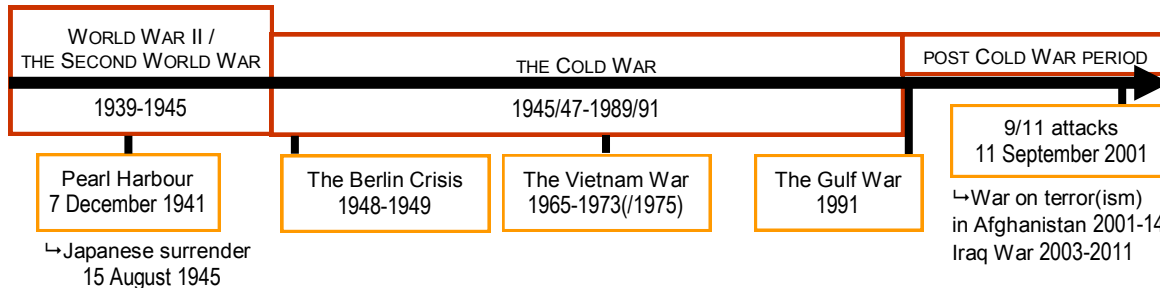 WORLD WAR II /
THE SECOND WORLD WAR
1939-1945
THE COLD WAR
1945/47-1989/91
POST COLD WAR PERIOD
Pearl Harbour
7 December 1941
↪Japanese surrender
15 August 1945
The Berlin Crisis
1948-1949
The Vietnam War
1965-1973(/1975)
The Gulf War
1991
9/11 attacks
11 September 2001
↪War on terror(ism)
in Afghanistan 2001-14
Iraq War 2003-2011